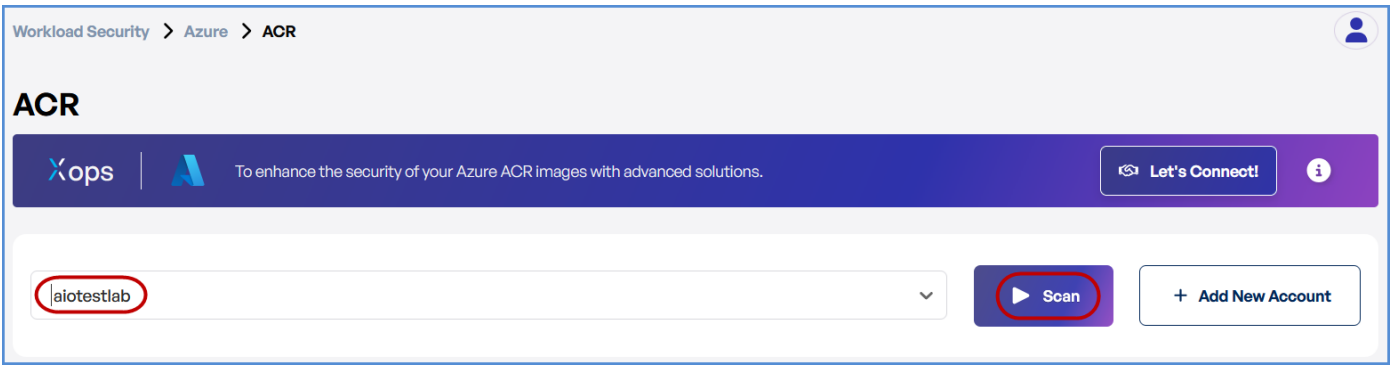 Workload Security > Azure > ACR
ACR
Xops To enhance the security of your Azure ACR images with advanced solutions. Let's Connect! i
aiotestlab Scan + Add New Account